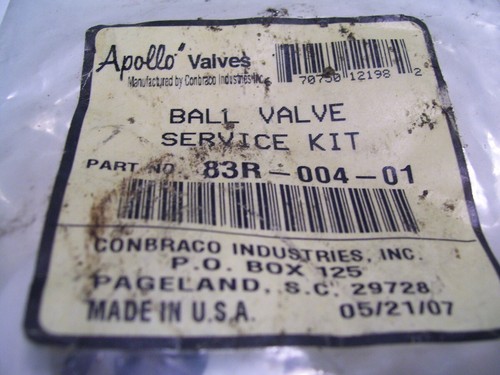 Apollo" Valves
Manufactured by Conbraco Industries Inc.
70750 12198 2
BALL VALVE
SERVICE KIT
PART NO. 83R-004-01
CONBRACO INDUSTRIES, INC.
P.O. BOX 125
PAGELAND, S.C. 29728
MADE IN U.S.A. 05/21/07